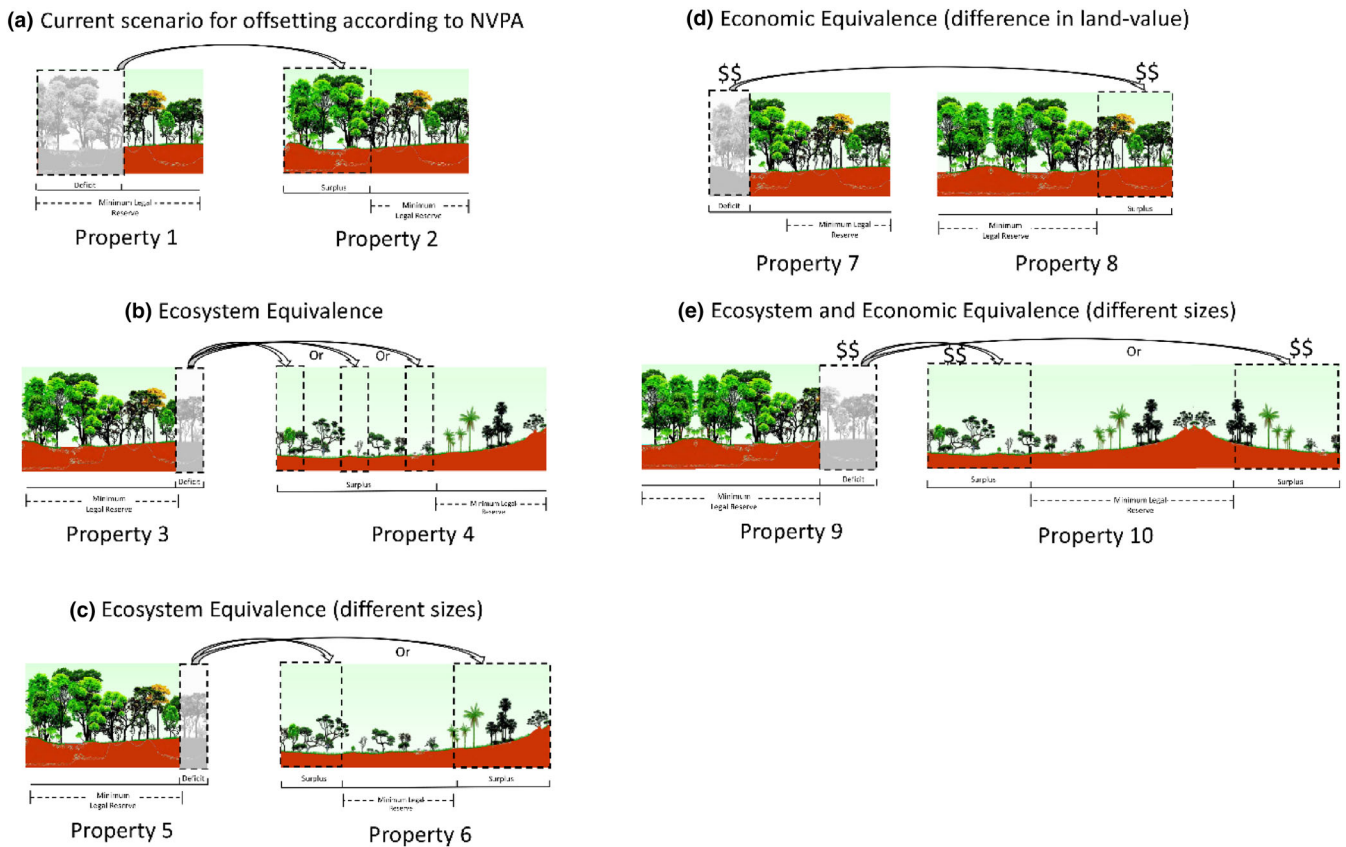 (a) Current scenario for offsetting according to NVPA
Deficit
Minimum Legal
Reserve
Property 1
Surplus
Minimum
Legal Reserve
Property 2
(b) Ecosystem Equivalence
Or
Or
Minimum
Legal Reserve
Deficit
Property 3
Surplus
Minimum Legal
Reserve
Property 4
(c) Ecosystem Equivalence (different sizes)
Or
Deficit
Minimum
Legal Reserve
Property 5
Surplus
Surplus
Minimum Legal
Reserve
Property 6
(d) Economic Equivalence (difference in land-value)
$$
$$
Deficit
Minimum Legal
Reserve
Property 7
Surplus
Minimum
Legal Reserve
Property 8
(e) Ecosystem and Economic Equivalence (different sizes)
$$
$$
Or
$$
Minimum
Legal Reserve
Deficit
Property 9
Surplus
Surplus
Minimum Legal
Reserve
Property 10